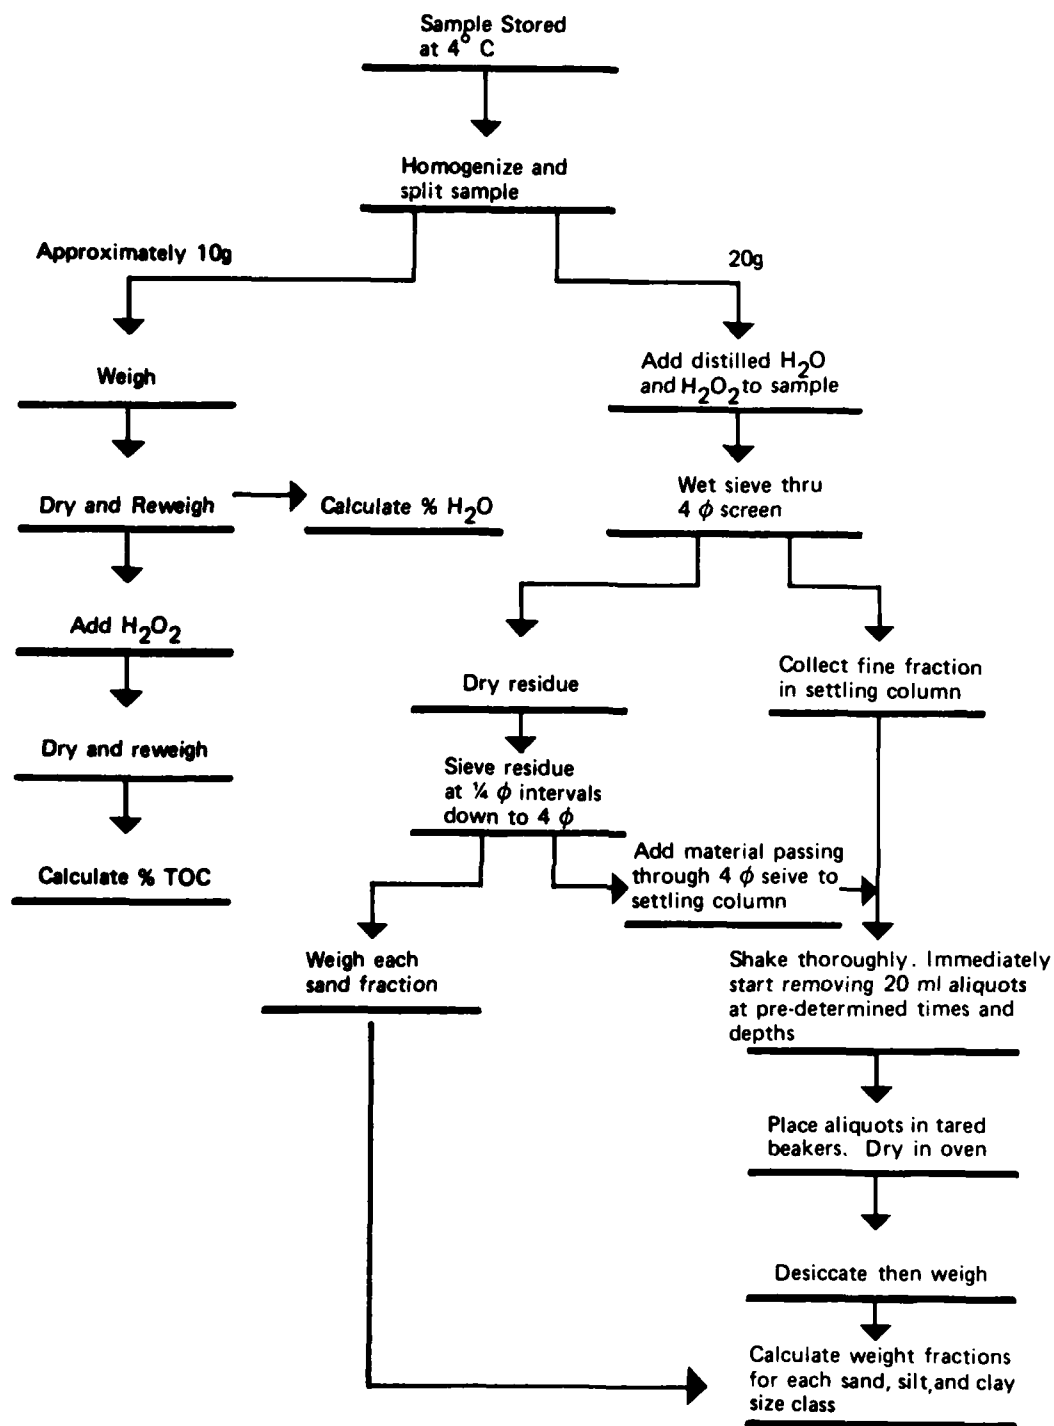 Sample Stored
at 4° C
Homogenize and
split sample
Approximately 10g
20g
Weigh
Add distilled H₂O
and H₂O₂ to sample
Dry and Reweigh
Calculate % H₂O
Wet sieve thru
4 ϕ screen
Add H₂O₂
Dry residue
Collect fine fraction
in settling column
Dry and reweigh
Sieve residue
at ¼ ϕ intervals
down to 4 ϕ
Calculate % TOC
Add material passing
through 4 ϕ seive to
settling column
Weigh each
sand fraction
Shake thoroughly. Immediately
start removing 20 ml aliquots
at pre-determined times and
depths
Place aliquots in tared
beakers. Dry in oven
Desiccate then weigh
Calculate weight fractions
for each sand, silt, and clay
size class